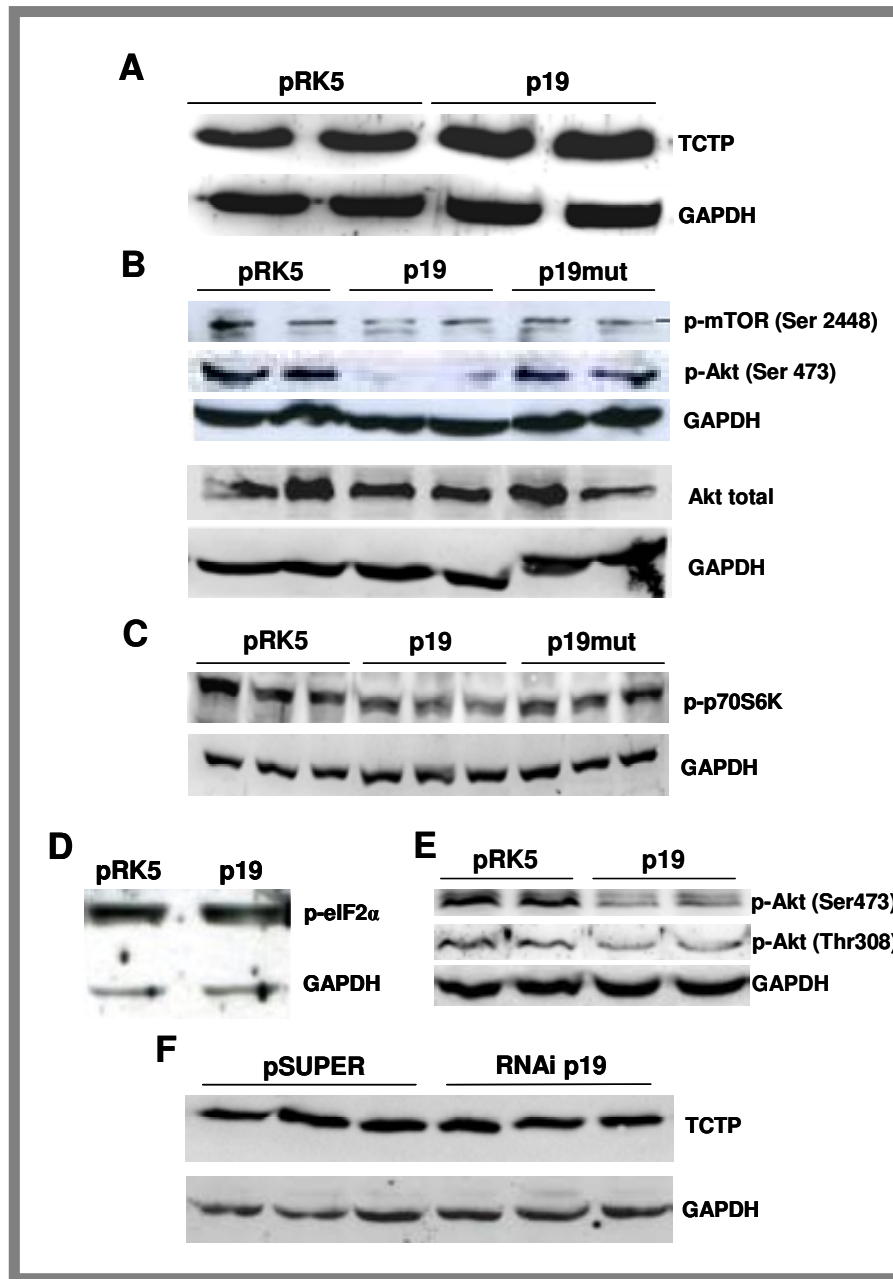 A
pRK5 p19
TCTP
GAPDH
B
pRK5 p19 p19mut
p-mTOR (Ser 2448)
p-Akt (Ser 473)
GAPDH
Akt total
GAPDH
C
pRK5 p19 p19mut
p-p70S6K
GAPDH
D
pRK5 p19
p-eIF2α
GAPDH
E
pRK5 p19
p-Akt (Ser473)
p-Akt (Thr308)
GAPDH
F
pSUPER RNAi p19
TCTP
GAPDH